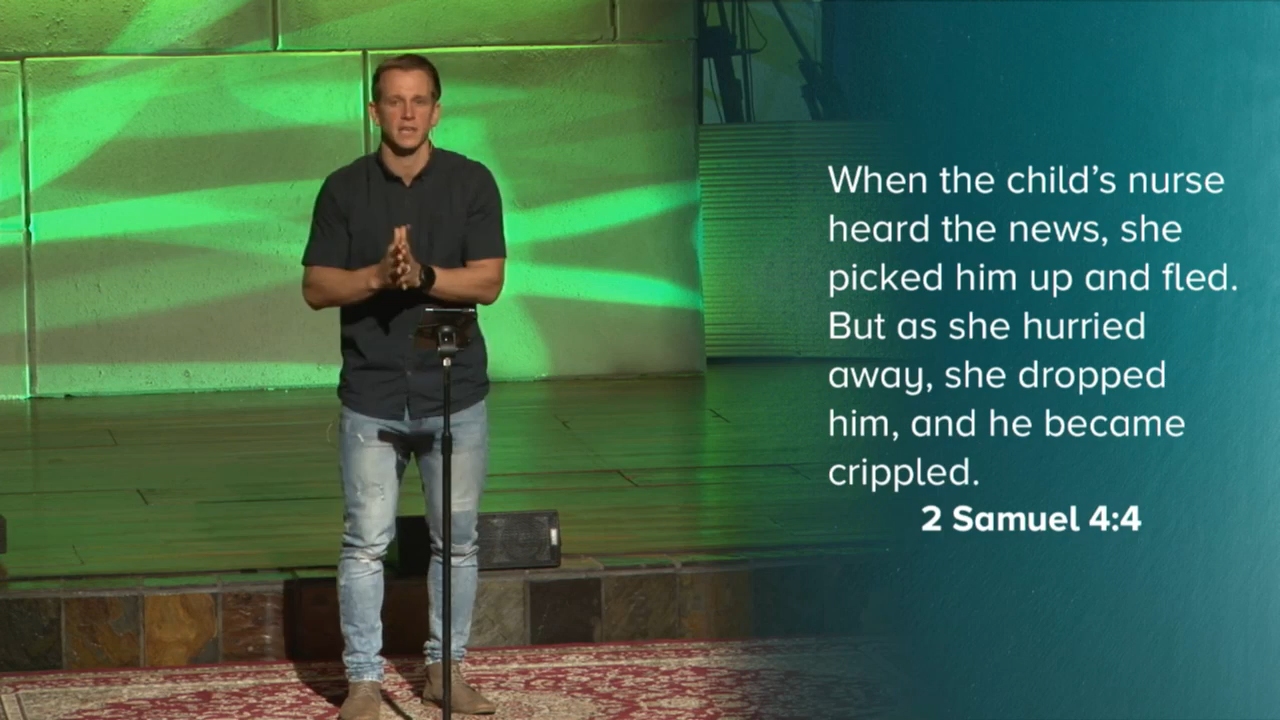 When the child’s nurse
heard the news, she
picked him up and fled.
But as she hurried
away, she dropped
him, and he became
crippled.
2 Samuel 4:4